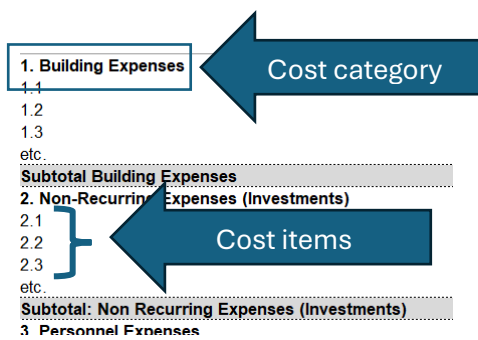 1. Building Expenses
Cost category
1.1
1.2
1.3
etc.
Subtotal Building Expenses
2. Non-Recurring Expenses (Investments)
2.1
2.2
Cost items
2.3
etc.
Subtotal: Non Recurring Expenses (Investments)
3. Personnel Expenses